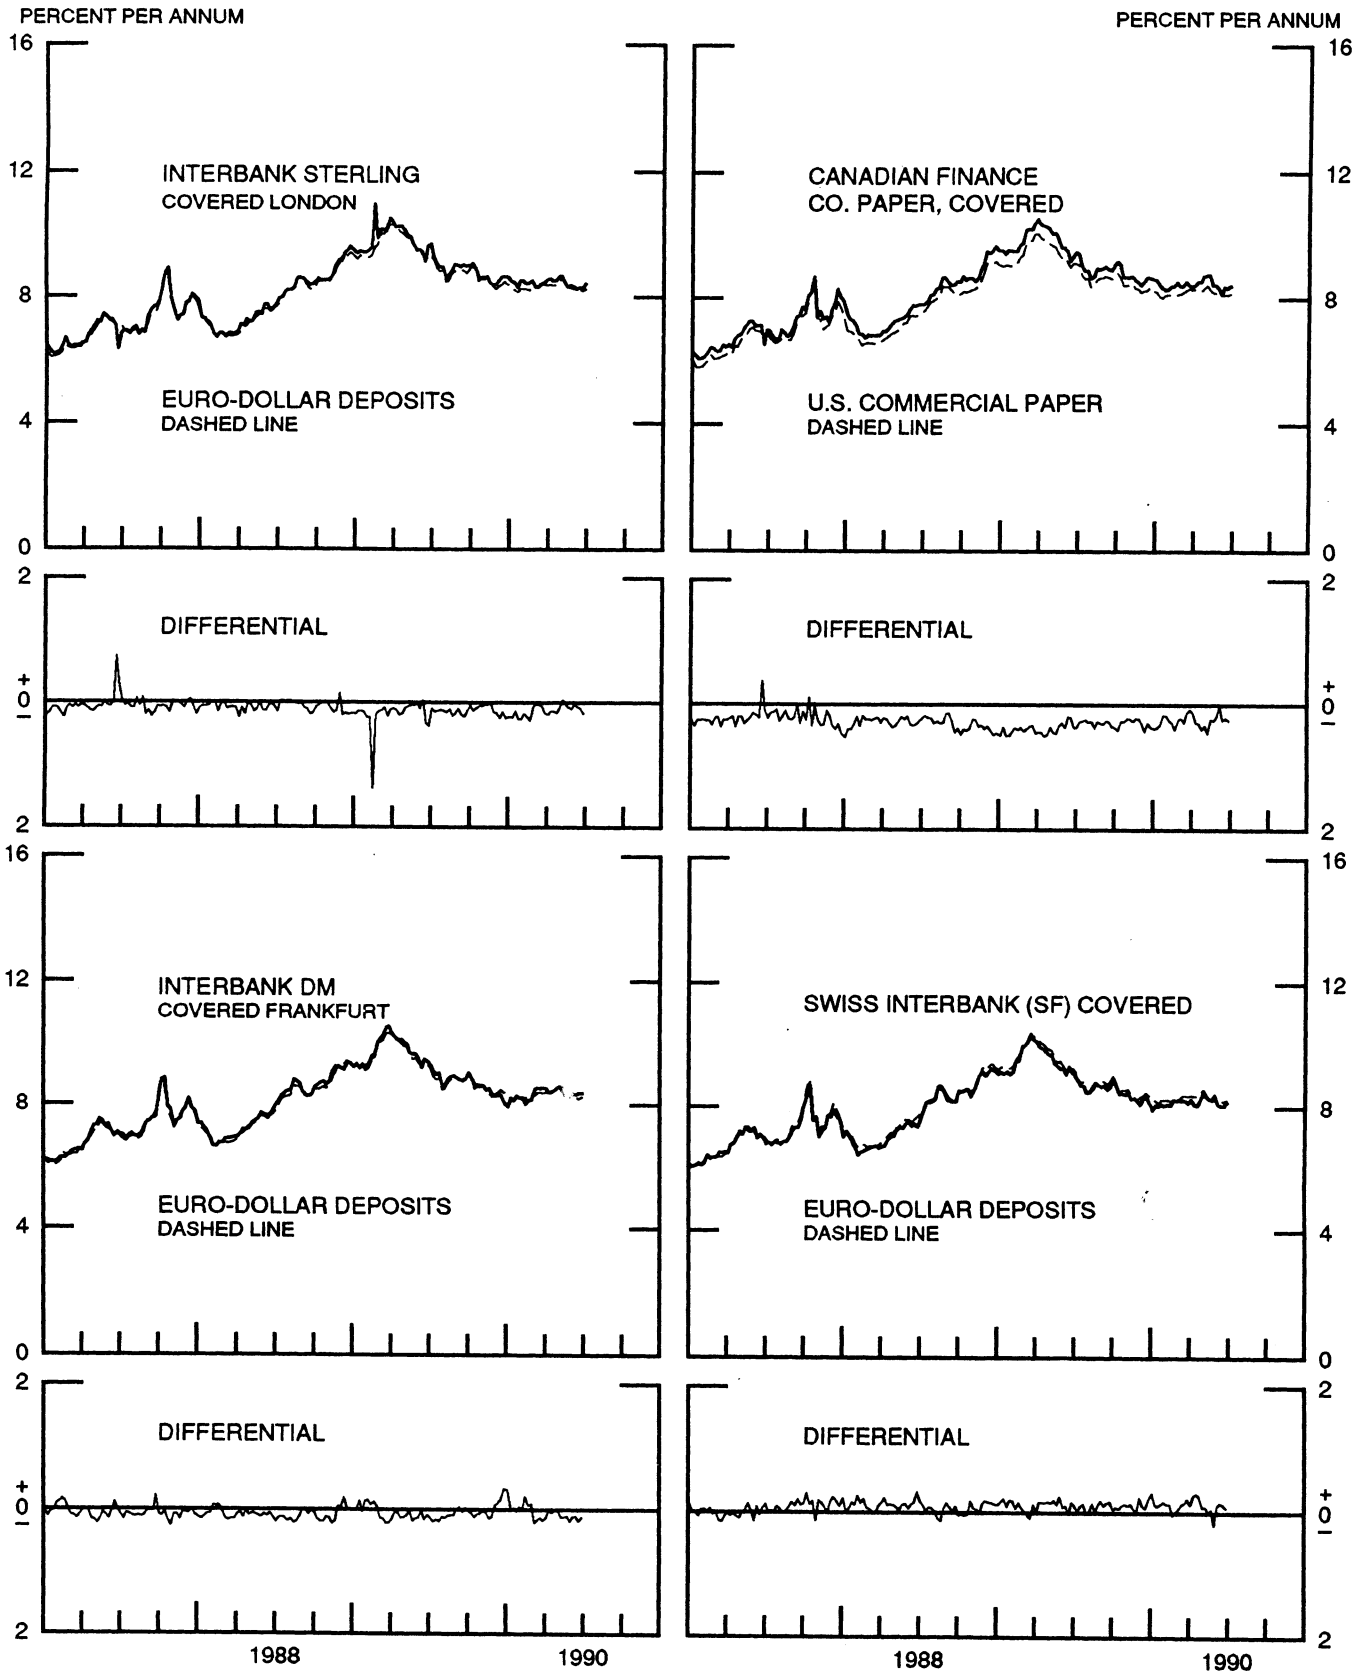 PERCENT PER ANNUM
PERCENT PER ANNUM
16
12
8
4
0
INTERBANK STERLING
COVERED LONDON
EURO-DOLLAR DEPOSITS
DASHED LINE
CANADIAN FINANCE
CO. PAPER, COVERED
U.S. COMMERCIAL PAPER
DASHED LINE
16
12
8
4
0
2
+
0
–
2
DIFFERENTIAL
DIFFERENTIAL
2
+
0
–
2
16
12
8
4
0
INTERBANK DM
COVERED FRANKFURT
EURO-DOLLAR DEPOSITS
DASHED LINE
SWISS INTERBANK (SF) COVERED
EURO-DOLLAR DEPOSITS
DASHED LINE
16
12
8
4
0
2
+
0
–
2
DIFFERENTIAL
DIFFERENTIAL
2
+
0
–
2
1988
1990
1988
1990